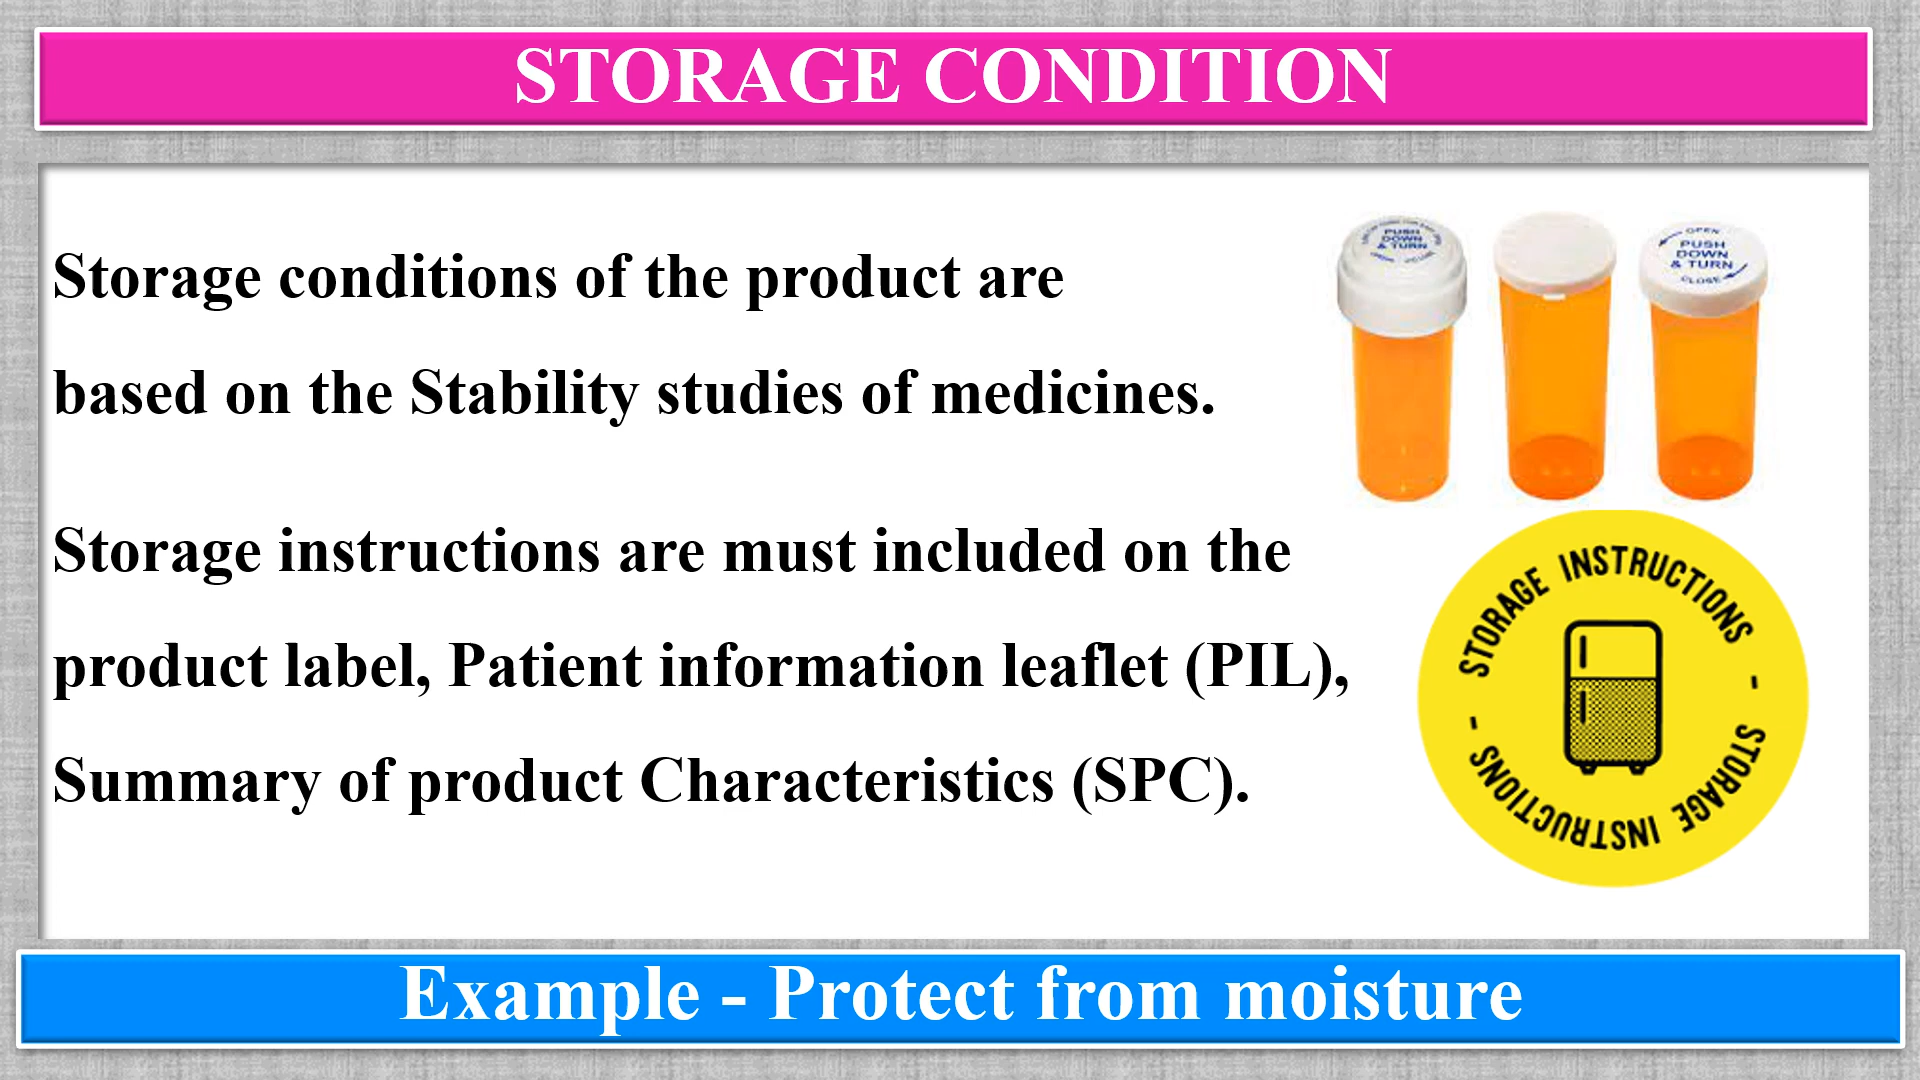 STORAGE CONDITION
Storage conditions of the product are
based on the Stability studies of medicines.
Storage instructions are must included on the
product label, Patient information leaflet (PIL),
Summary of product Characteristics (SPC).
PUSH
DOWN
& TURN
OPEN
PUSH
DOWN
& TURN
CLOSE
STORAGE INSTRUCTIONS - STORAGE INSTRUCTIONS -
Example - Protect from moisture